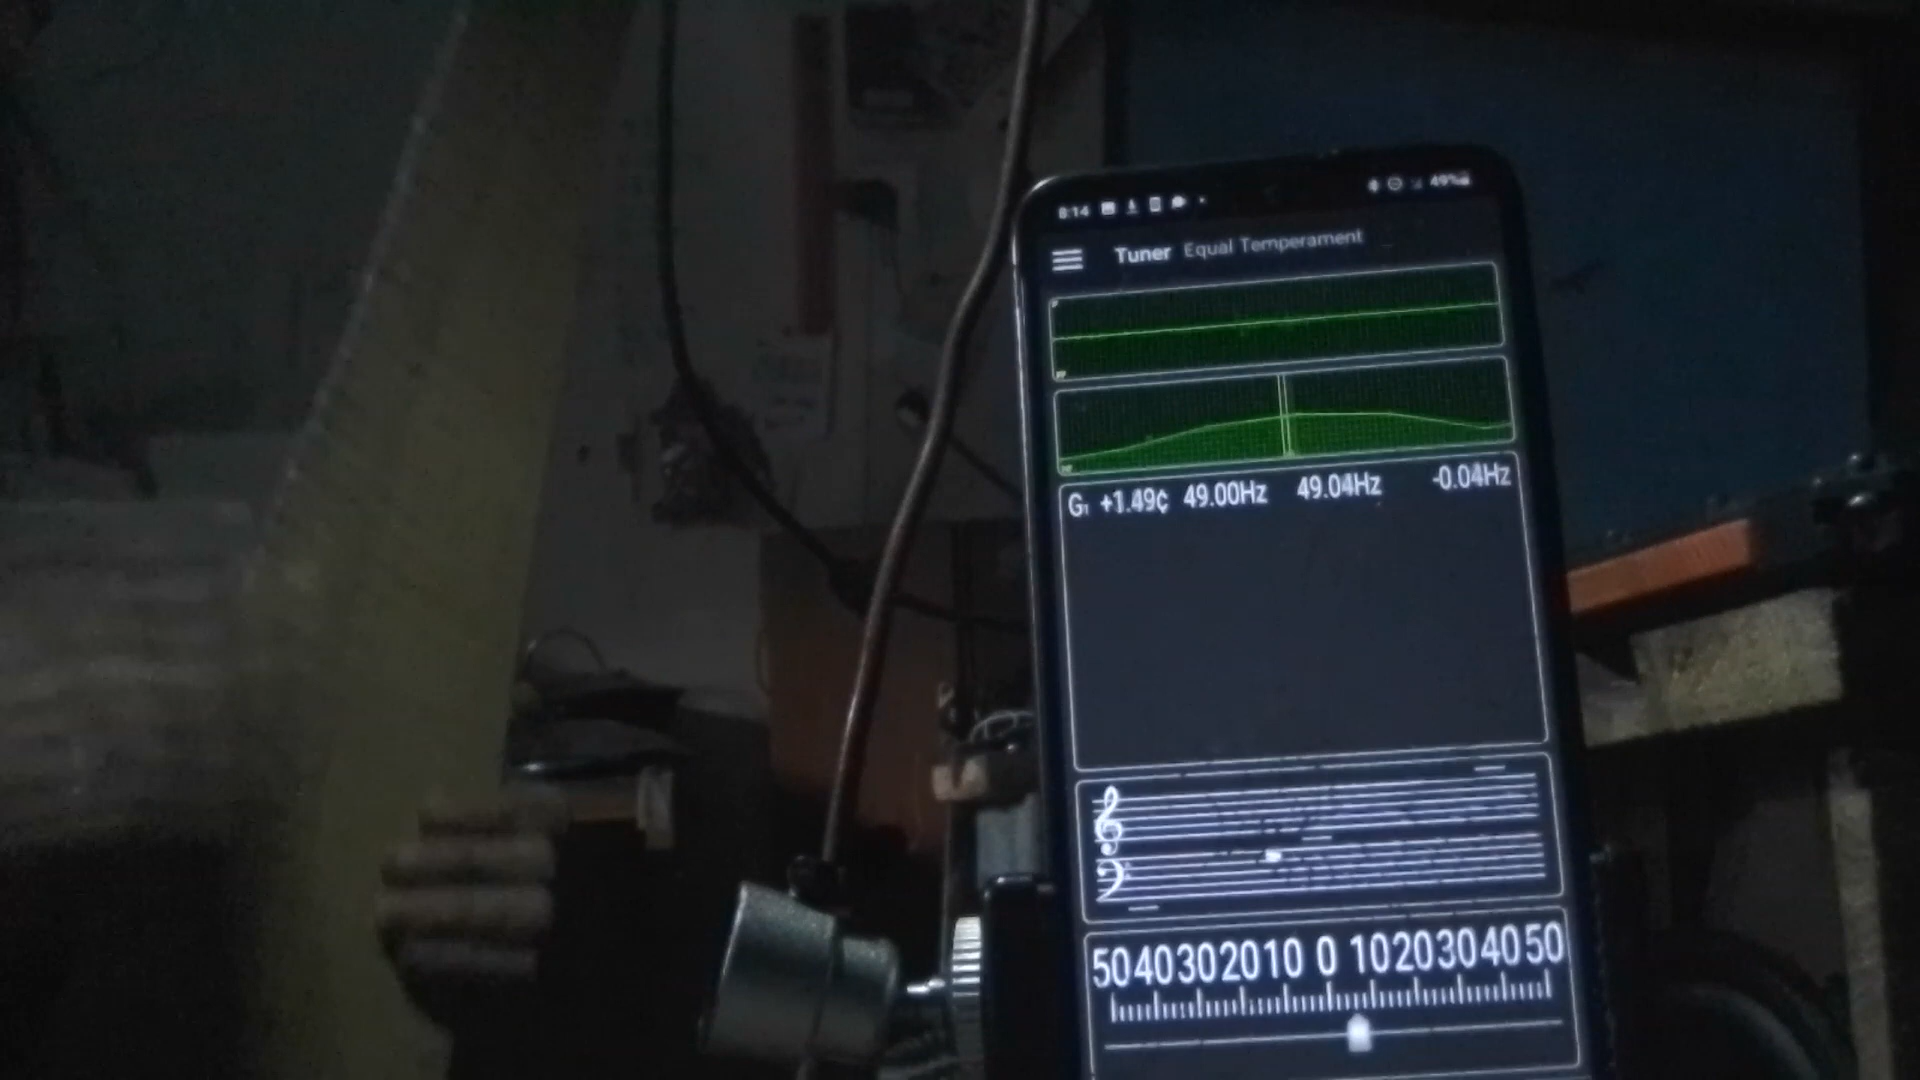 8:14 49%
Tuner Equal Temperament
G1 +1.49¢ 49.00Hz 49.04Hz -0.04Hz
50 40 30 20 10 0 10 20 30 40 50